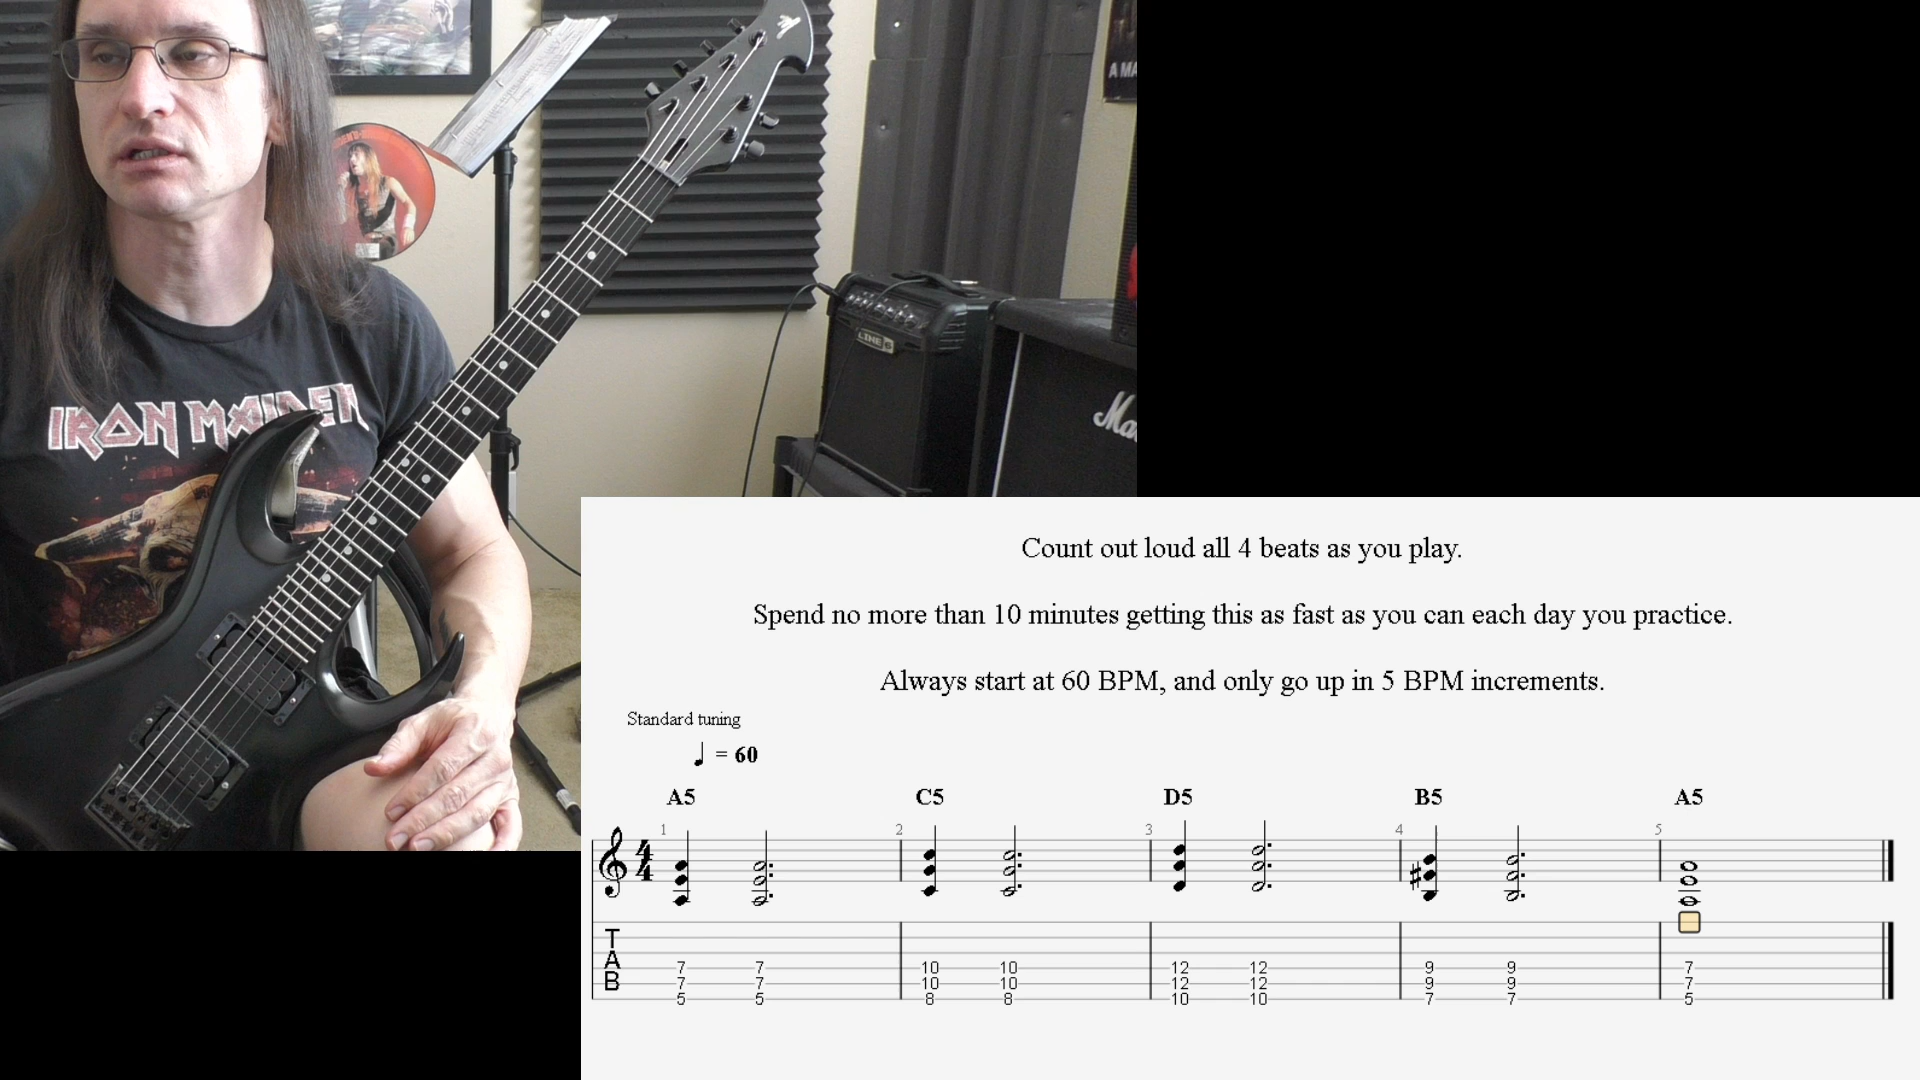 A MA
LINE 6
IRON MAIDEN
Count out loud all 4 beats as you play.
Spend no more than 10 minutes getting this as fast as you can each day you practice.
Always start at 60 BPM, and only go up in 5 BPM increments.
Standard tuning
= 60
A5 C5 D5 B5 A5
1 2 3 4 5
4
4
T
A
B
7 7 10 10 12 12 9 9 7
7 7 10 10 12 12 9 9 7
5 5 8 8 10 10 7 7 5